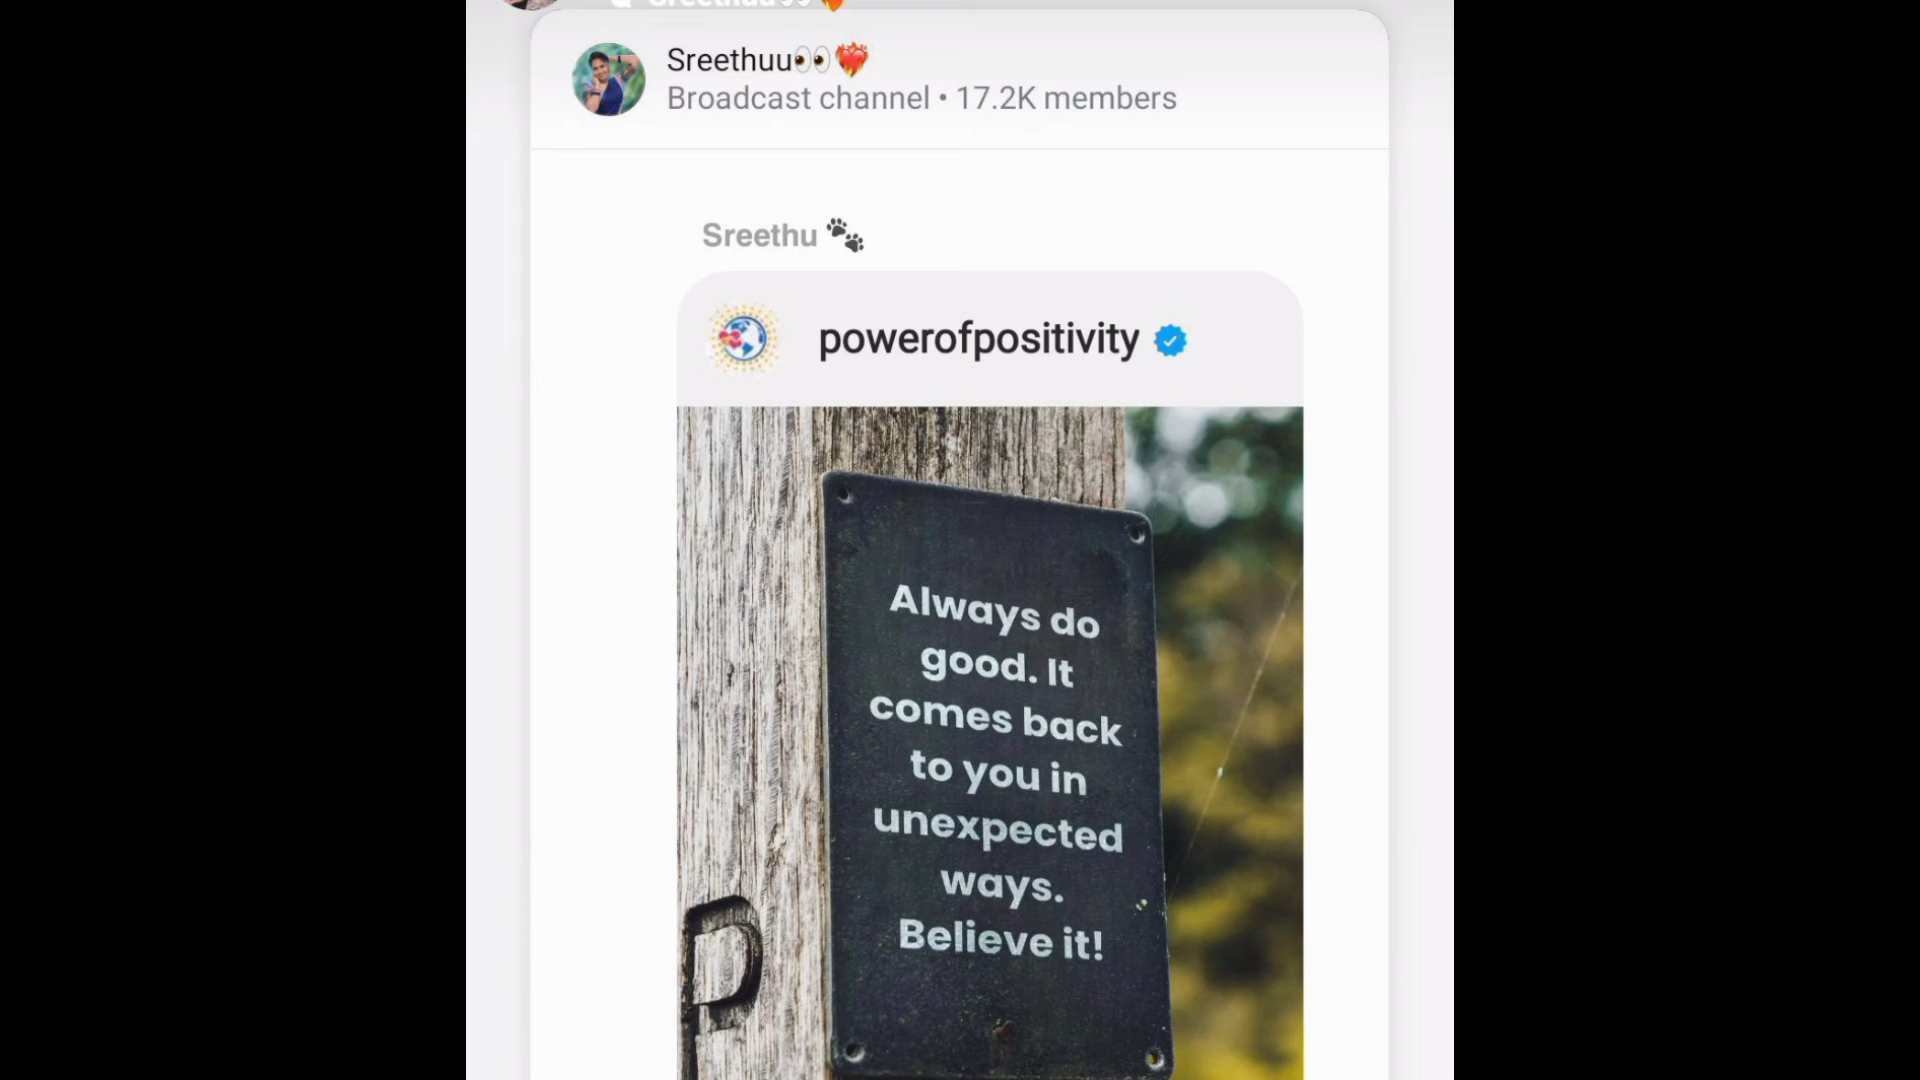 Sreethuu👀❤️‍🔥
Sreethuu👀❤️‍🔥
Broadcast channel • 17.2K members
Sreethu 🐾
powerofpositivity
Always do
good. It
comes back
to you in
unexpected
ways.
Believe it!
P